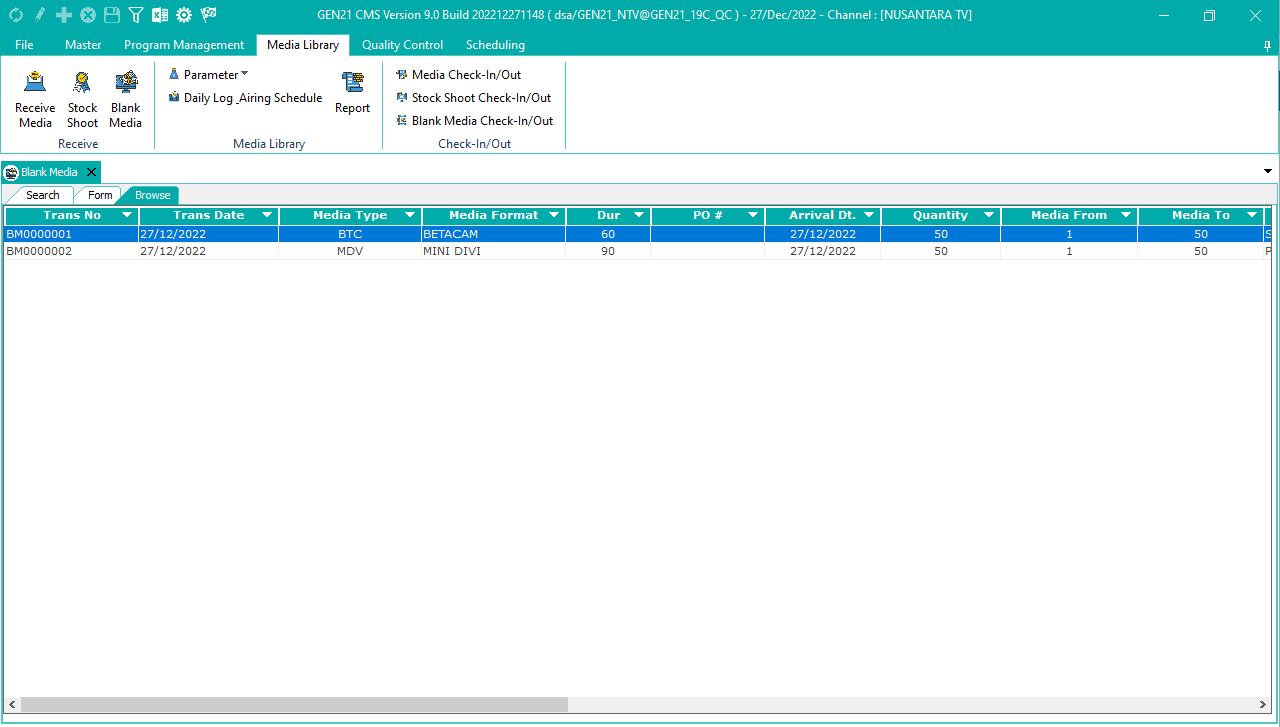 GEN21 CMS Version 9.0 Build 202212271148 ( dsa/GEN21_NTV@GEN21_19C_QC ) - 27/Dec/2022 - Channel : [NUSANTARA TV]
File Master Program Management Media Library Quality Control Scheduling
Receive Media
Stock Shoot
Blank Media
Receive
Parameter
Daily Log _Airing Schedule
Report
Media Library
Media Check-In/Out
Stock Shoot Check-In/Out
Blank Media Check-In/Out
Check-In/Out
Blank Media
Search Form Browse
Trans No Trans Date Media Type Media Format Dur PO # Arrival Dt. Quantity Media From Media To
BM0000001 27/12/2022 BTC BETACAM 60 27/12/2022 50 1 50 S
BM0000002 27/12/2022 MDV MINI DIVI 90 27/12/2022 50 1 50